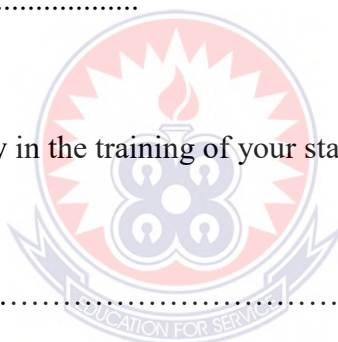 ..................
y in the training of your sta
..........................................
EDUCATION FOR SERVICE